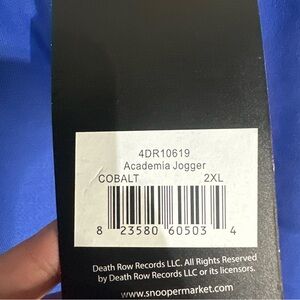 4DR10619
Academia Jogger
COBALT 2XL
8 23580 60503 4
Death Row Records LLC. All Rights Reserved
by Death Row Records LLC or its licensors.
www.snoopermarket.com